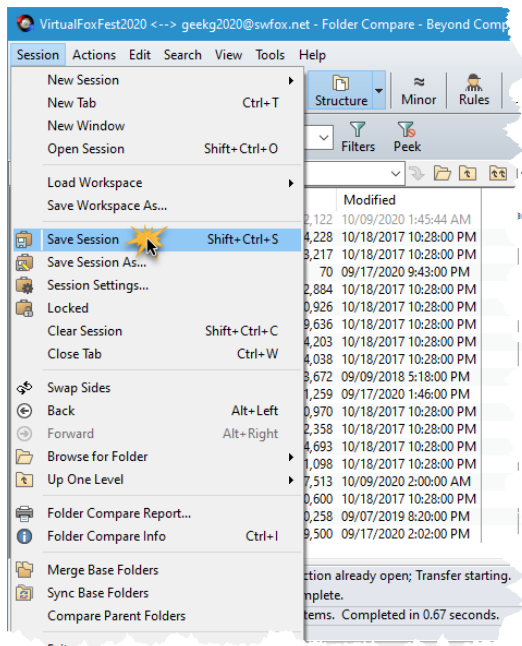 VirtualFoxFest2020 <--> geekg2020@swfox.net - Folder Compare - Beyond Comp
Session Actions Edit Search View Tools Help
New Session
New Tab Ctrl+T
New Window
Open Session Shift+Ctrl+O
Load Workspace
Save Workspace As...
Save Session Shift+Ctrl+S
Save Session As...
Session Settings...
Locked
Clear Session Shift+Ctrl+C
Close Tab Ctrl+W
Swap Sides
Back Alt+Left
Forward Alt+Right
Browse for Folder
Up One Level
Folder Compare Report...
Folder Compare Info Ctrl+I
Merge Base Folders
Sync Base Folders
Compare Parent Folders
Structure Minor Rules
Filters Peek
Modified
2,122 10/09/2020 1:45:44 AM
4,228 10/18/2017 10:28:00 PM
3,217 10/18/2017 10:28:00 PM
70 09/17/2020 9:43:00 PM
2,884 10/18/2017 10:28:00 PM
0,926 10/18/2017 10:28:00 PM
9,636 10/18/2017 10:28:00 PM
4,203 10/18/2017 10:28:00 PM
4,038 10/18/2017 10:28:00 PM
3,672 09/09/2018 5:18:00 PM
1,259 09/17/2020 1:46:00 PM
0,970 10/18/2017 10:28:00 PM
2,358 10/18/2017 10:28:00 PM
4,693 10/18/2017 10:28:00 PM
1,098 10/18/2017 10:28:00 PM
7,513 10/09/2020 2:00:00 AM
0,600 10/18/2017 10:28:00 PM
0,258 09/07/2019 8:20:00 PM
9,500 09/17/2020 2:02:00 PM
ction already open; Transfer starting.
mplete.
tems. Completed in 0.67 seconds.